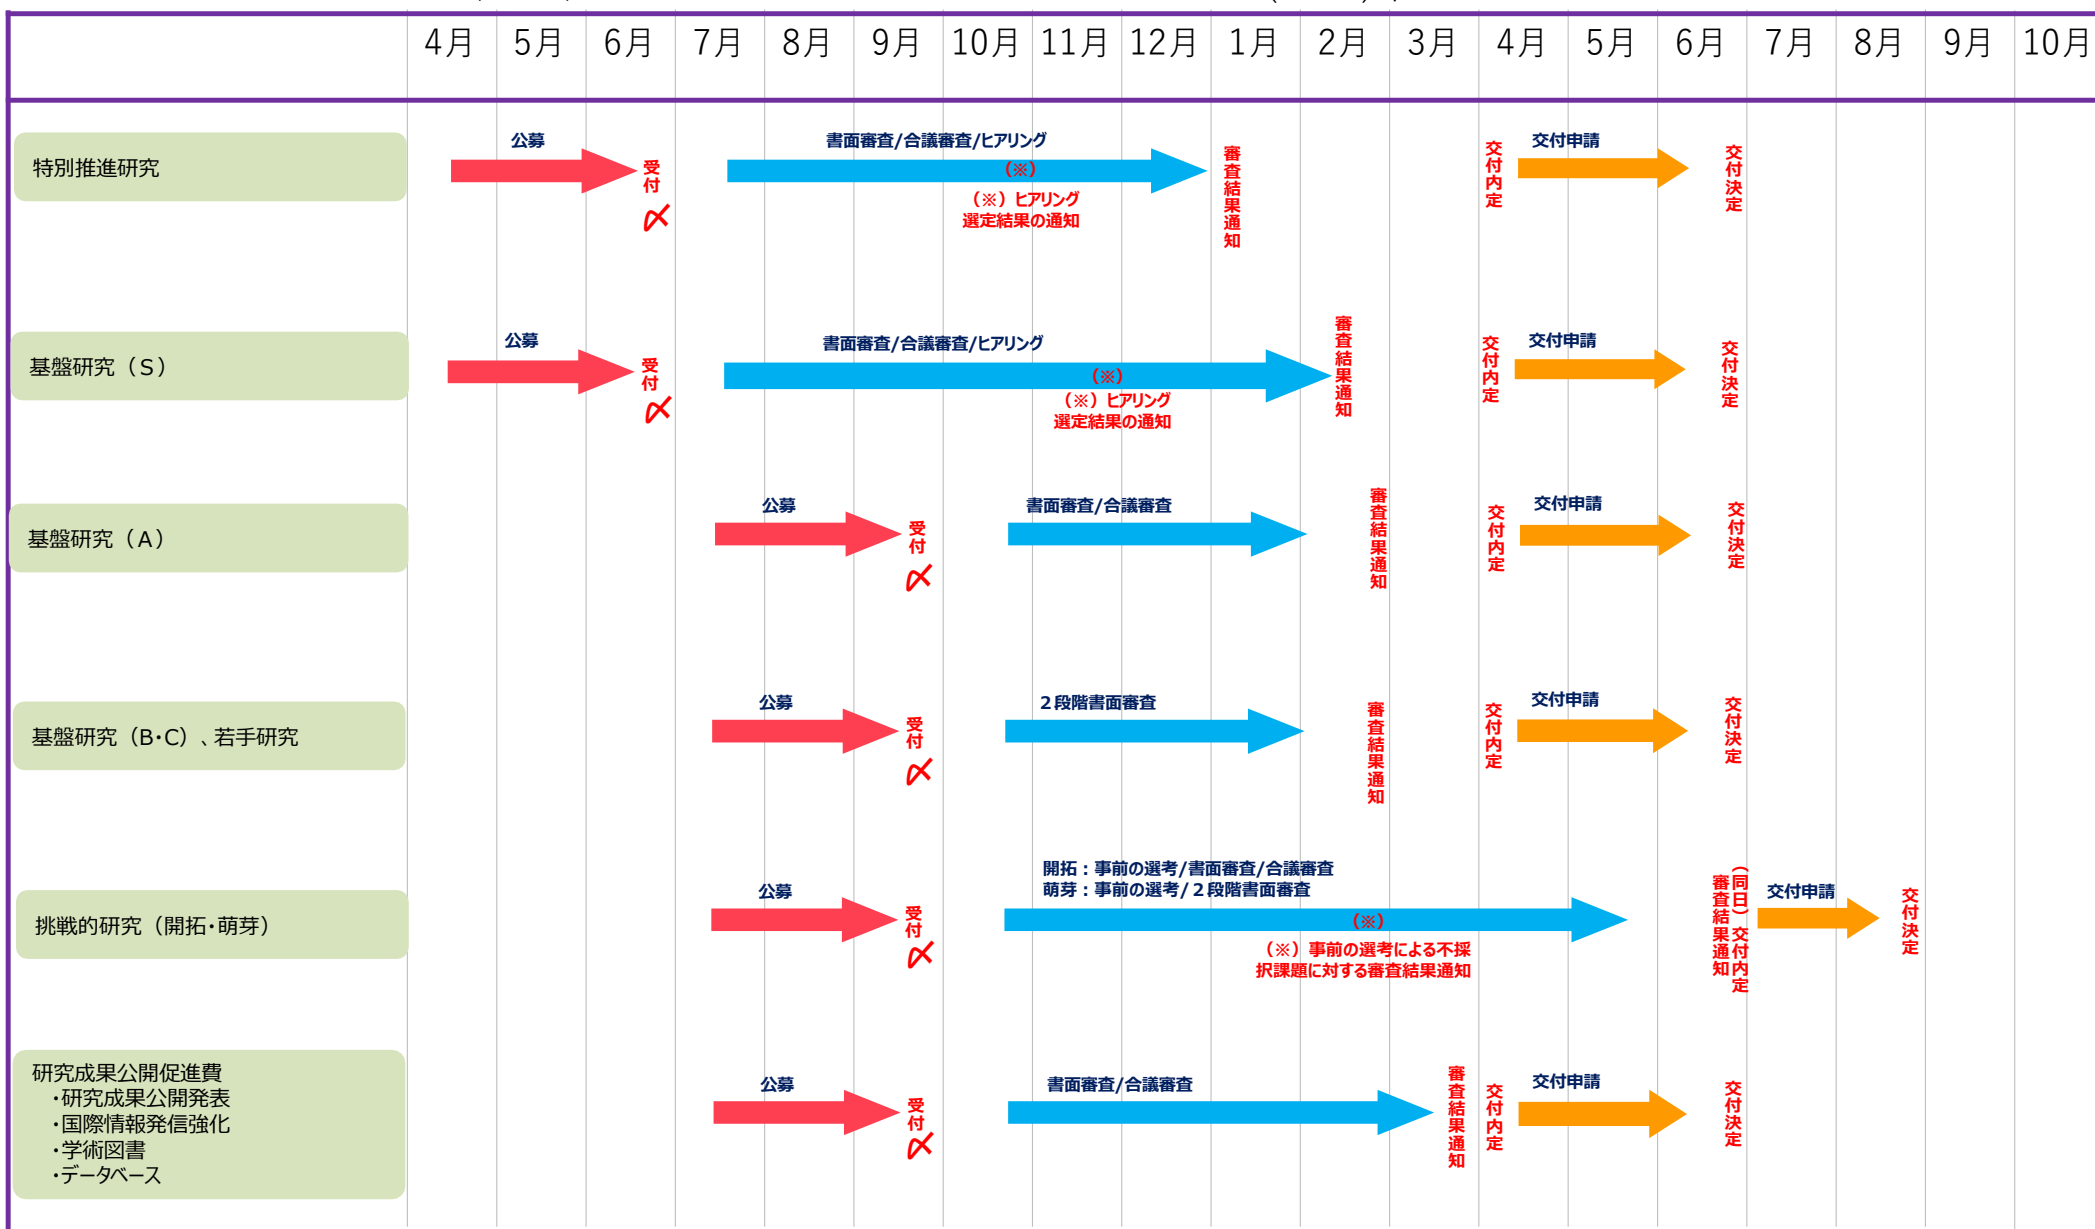 4月 5月 6月 7月 8月 9月 10月 11月 12月 1月 2月 3月 4月 5月 6月 7月 8月 9月 10月
特別推進研究
公募
受付〆
書面審査/合議審査/ヒアリング
(※)
(※)ヒアリング
選定結果の通知
審査結果通知
交付内定
交付申請
交付決定
基盤研究(S)
公募
受付〆
書面審査/合議審査/ヒアリング
(※)
(※)ヒアリング
選定結果の通知
審査結果通知
交付内定
交付申請
交付決定
基盤研究(A)
公募
受付〆
書面審査/合議審査
審査結果通知
交付内定
交付申請
交付決定
基盤研究(B・C)、若手研究
公募
受付〆
2段階書面審査
審査結果通知
交付内定
交付申請
交付決定
挑戦的研究(開拓・萌芽)
公募
受付〆
開拓:事前の選考/書面審査/合議審査
萌芽:事前の選考/2段階書面審査
(※)
(※)事前の選考による不採
択課題に対する審査結果通知
(同日)交付内定
審査結果通知
交付申請
交付決定
研究成果公開促進費
・研究成果公開発表
・国際情報発信強化
・学術図書
・データベース
公募
受付〆
書面審査/合議審査
審査結果通知
交付内定
交付申請
交付決定